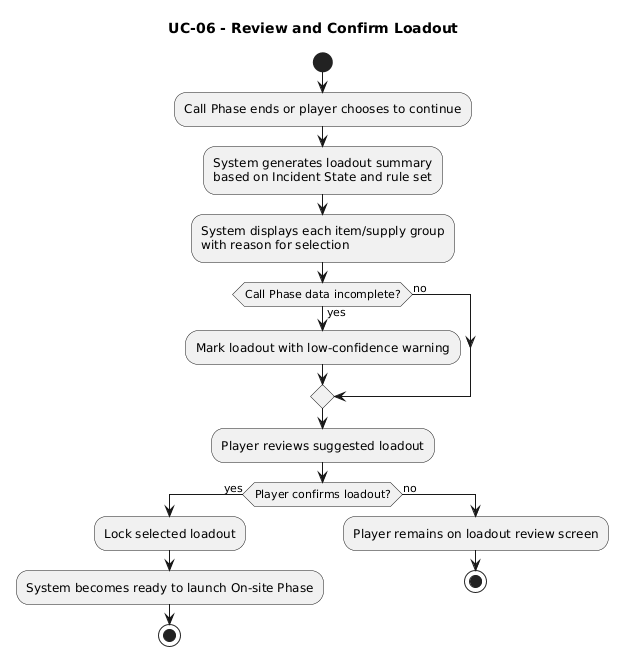 UC-06 - Review and Confirm Loadout
Call Phase ends or player chooses to continue
System generates loadout summary
based on Incident State and rule set
System displays each item/supply group
with reason for selection
Call Phase data incomplete?
no
yes
Mark loadout with low-confidence warning
Player reviews suggested loadout
yes
Player confirms loadout?
no
Lock selected loadout
Player remains on loadout review screen
System becomes ready to launch On-site Phase